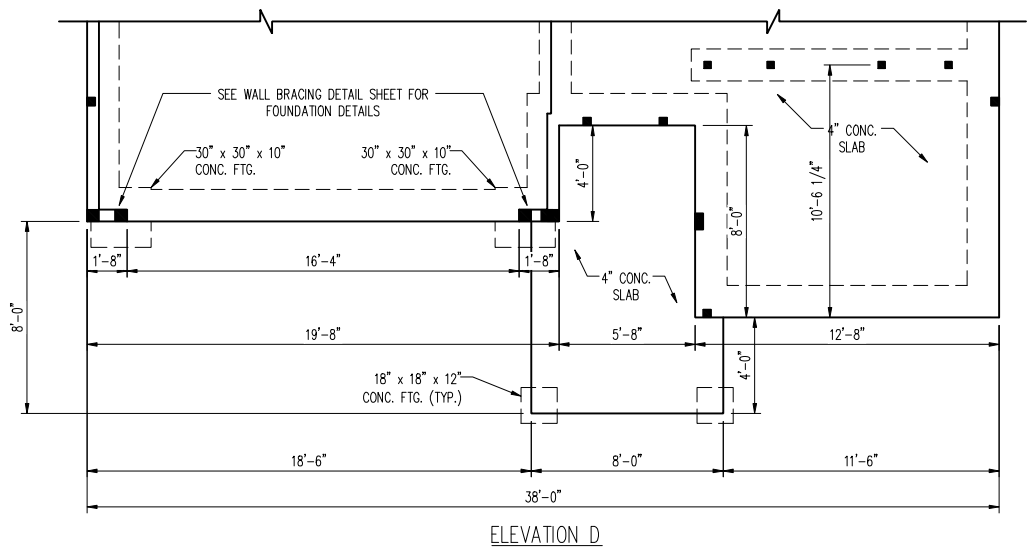 SEE WALL BRACING DETAIL SHEET FOR
FOUNDATION DETAILS
30" x 30" x 10"
CONC. FTG.
30" x 30" x 10"
CONC. FTG.
4" CONC.
SLAB
4'-0"
8'-0"
10'-6 1/4"
1'-8"
16'-4"
1'-8"
4" CONC.
SLAB
8'-0"
19'-8"
5'-8"
12'-8"
4'-0"
18" x 18" x 12"
CONC. FTG. (TYP.)
18'-6"
8'-0"
11'-6"
38'-0"
ELEVATION D